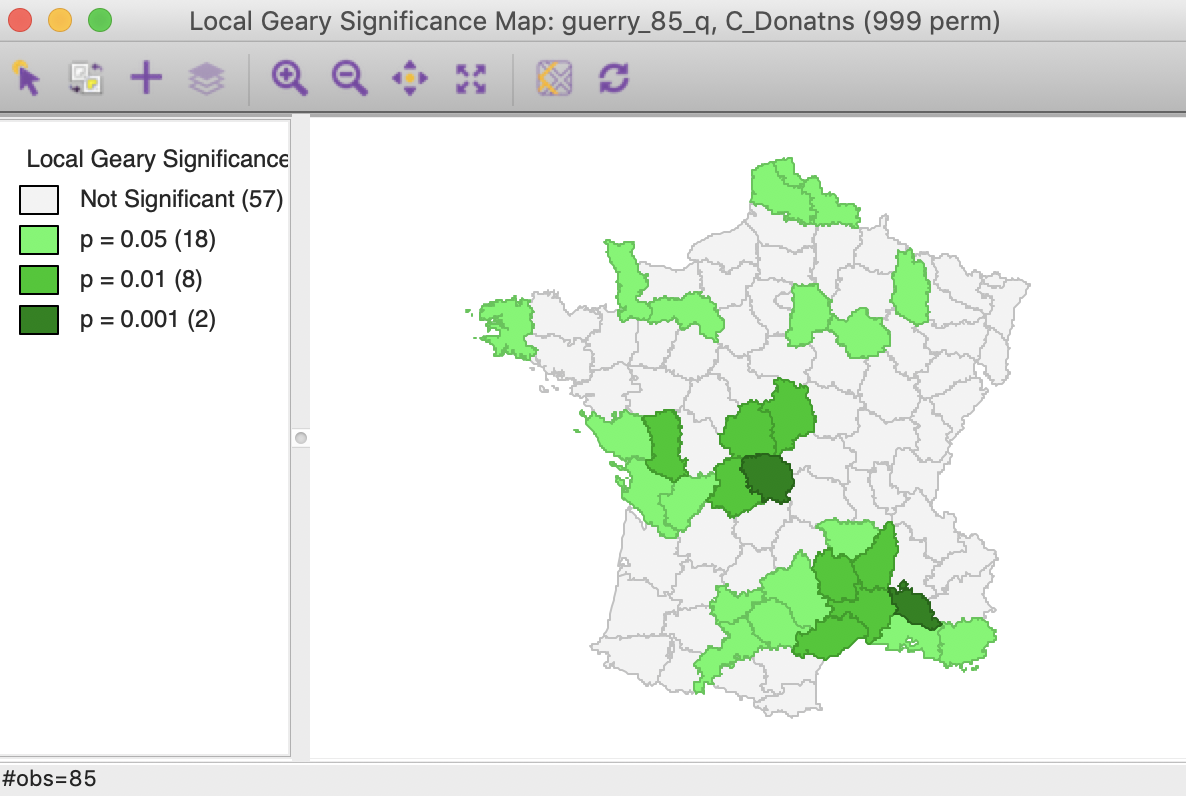 Local Geary Significance Map: guerry_85_q, C_Donatns (999 perm)
Local Geary Significance
Not Significant (57)
p = 0.05 (18)
p = 0.01 (8)
p = 0.001 (2)
#obs=85